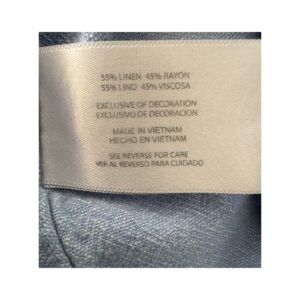 55% LINEN 45% RAYON
55% LINO 45% VISCOSA
EXCLUSIVE OF DECORATION
EXCLUSIVO DE DECORACION
MADE IN VIETNAM
HECHO EN VIETNAM
SEE REVERSE FOR CARE
VER AL REVERSO PARA CUIDADO